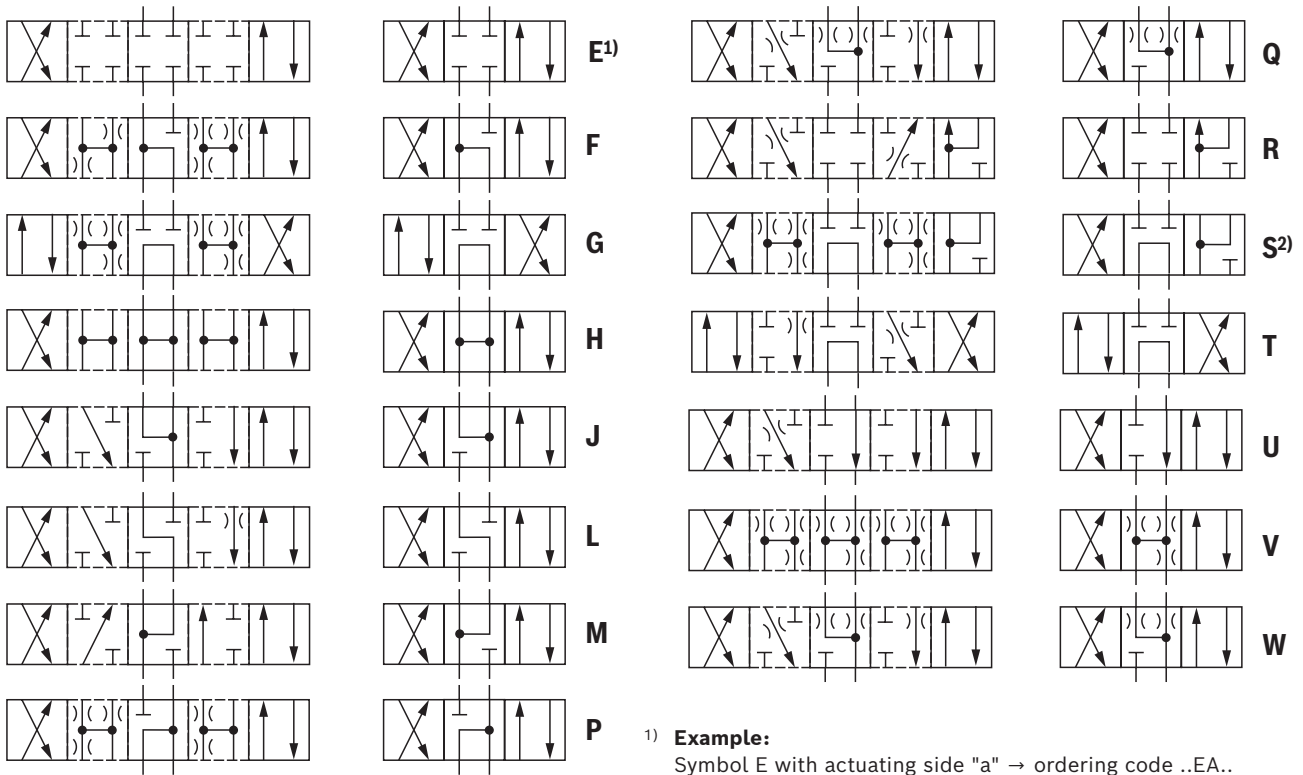 E1)
F
G
H
J
L
M
P
Q
R
S2)
T
U
V
W
1) Example:
Symbol E with actuating side "a" → ordering code ..EA..